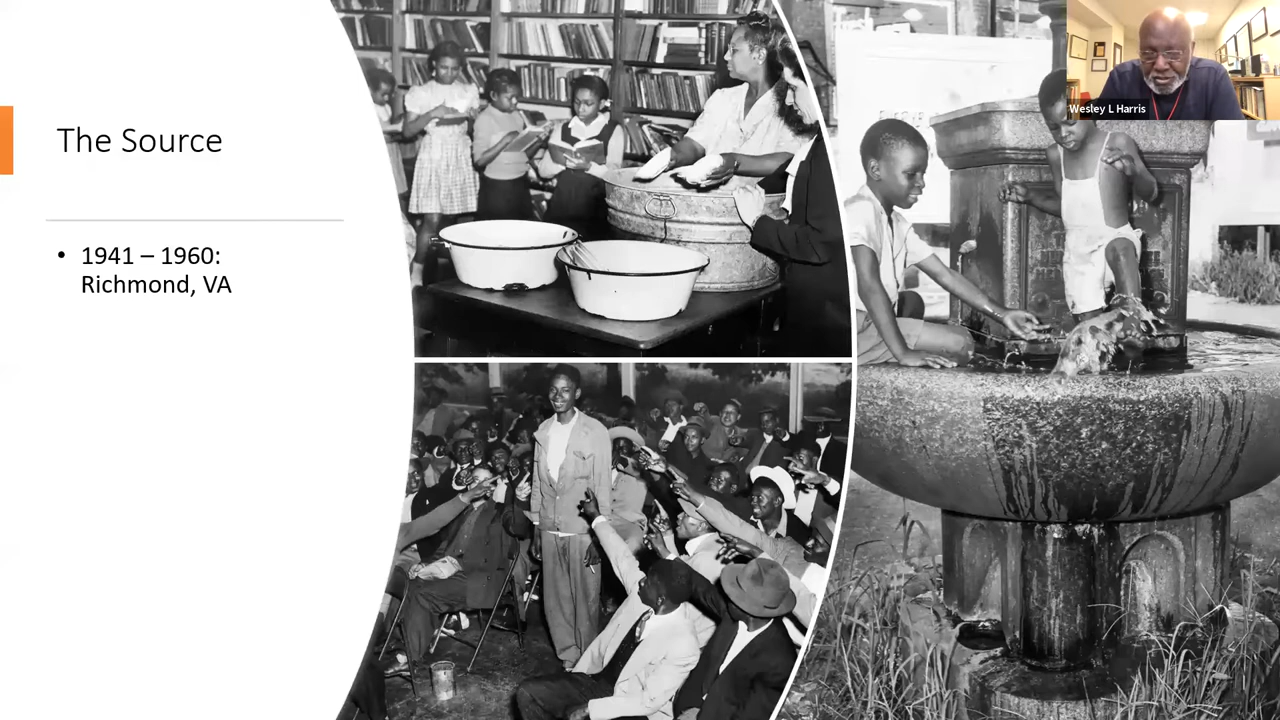 The Source
• 1941 – 1960:
Richmond, VA
Wesley L Harris